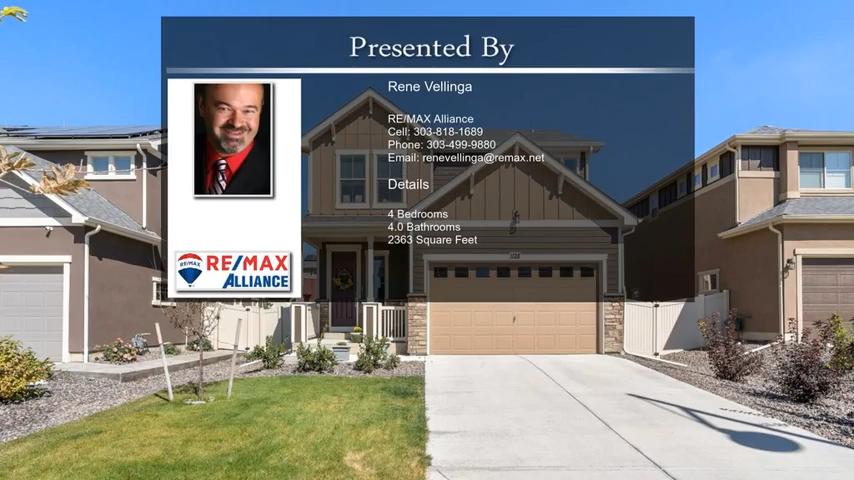 Presented By
Rene Vellinga
RE/MAX Alliance
Cell: 303-818-1689
Phone: 303-499-9880
Email: renevellinga@remax.net
Details
4 Bedrooms
4.0 Bathrooms
2363 Square Feet
RE/MAX
RE/MAX
ALLIANCE